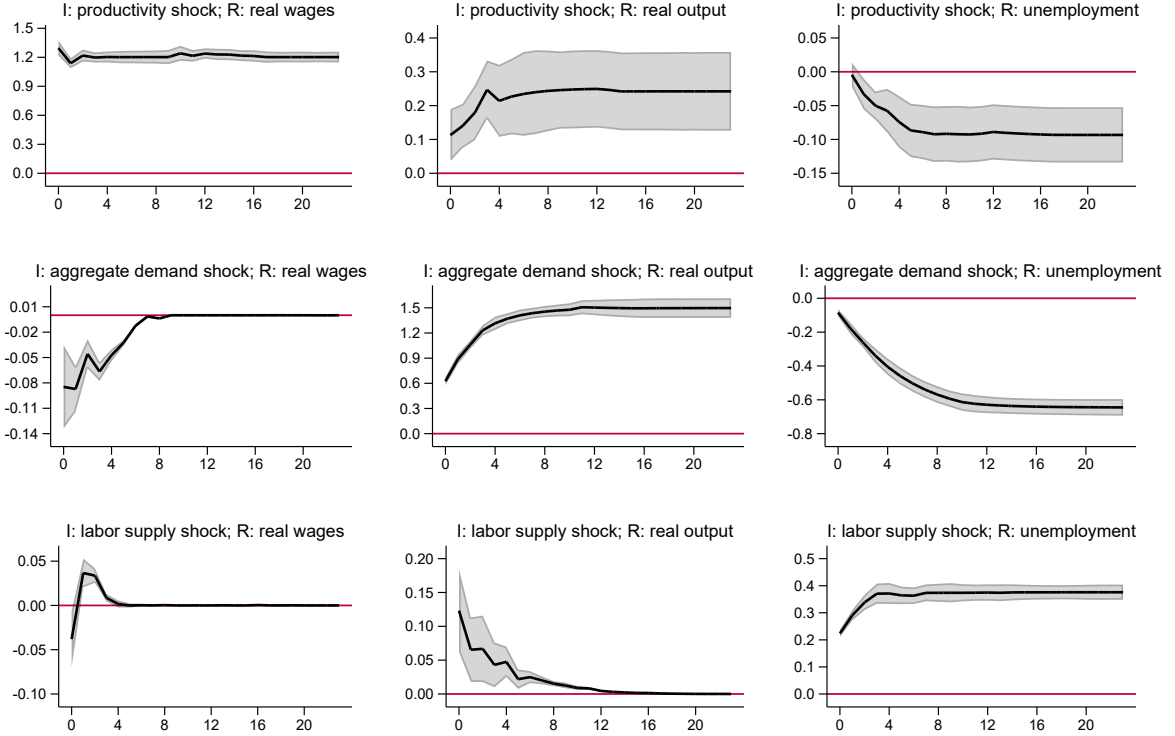 I: productivity shock; R: real wages
1.5
1.2
0.9
0.6
0.3
0.0
0 4 8 12 16 20
I: productivity shock; R: real output
0.4
0.3
0.2
0.1
0.0
0 4 8 12 16 20
I: productivity shock; R: unemployment
0.05
0.00
-0.05
-0.10
-0.15
0 4 8 12 16 20
I: aggregate demand shock; R: real wages
0.01
-0.02
-0.05
-0.08
-0.11
-0.14
0 4 8 12 16 20
I: aggregate demand shock; R: real output
1.5
1.2
0.9
0.6
0.3
0.0
0 4 8 12 16 20
I: aggregate demand shock; R: unemployment
0.0
-0.2
-0.4
-0.6
-0.8
0 4 8 12 16 20
I: labor supply shock; R: real wages
0.05
0.00
-0.05
-0.10
0 4 8 12 16 20
I: labor supply shock; R: real output
0.20
0.15
0.10
0.05
0.00
0 4 8 12 16 20
I: labor supply shock; R: unemployment
0.5
0.4
0.3
0.2
0.1
0.0
0 4 8 12 16 20